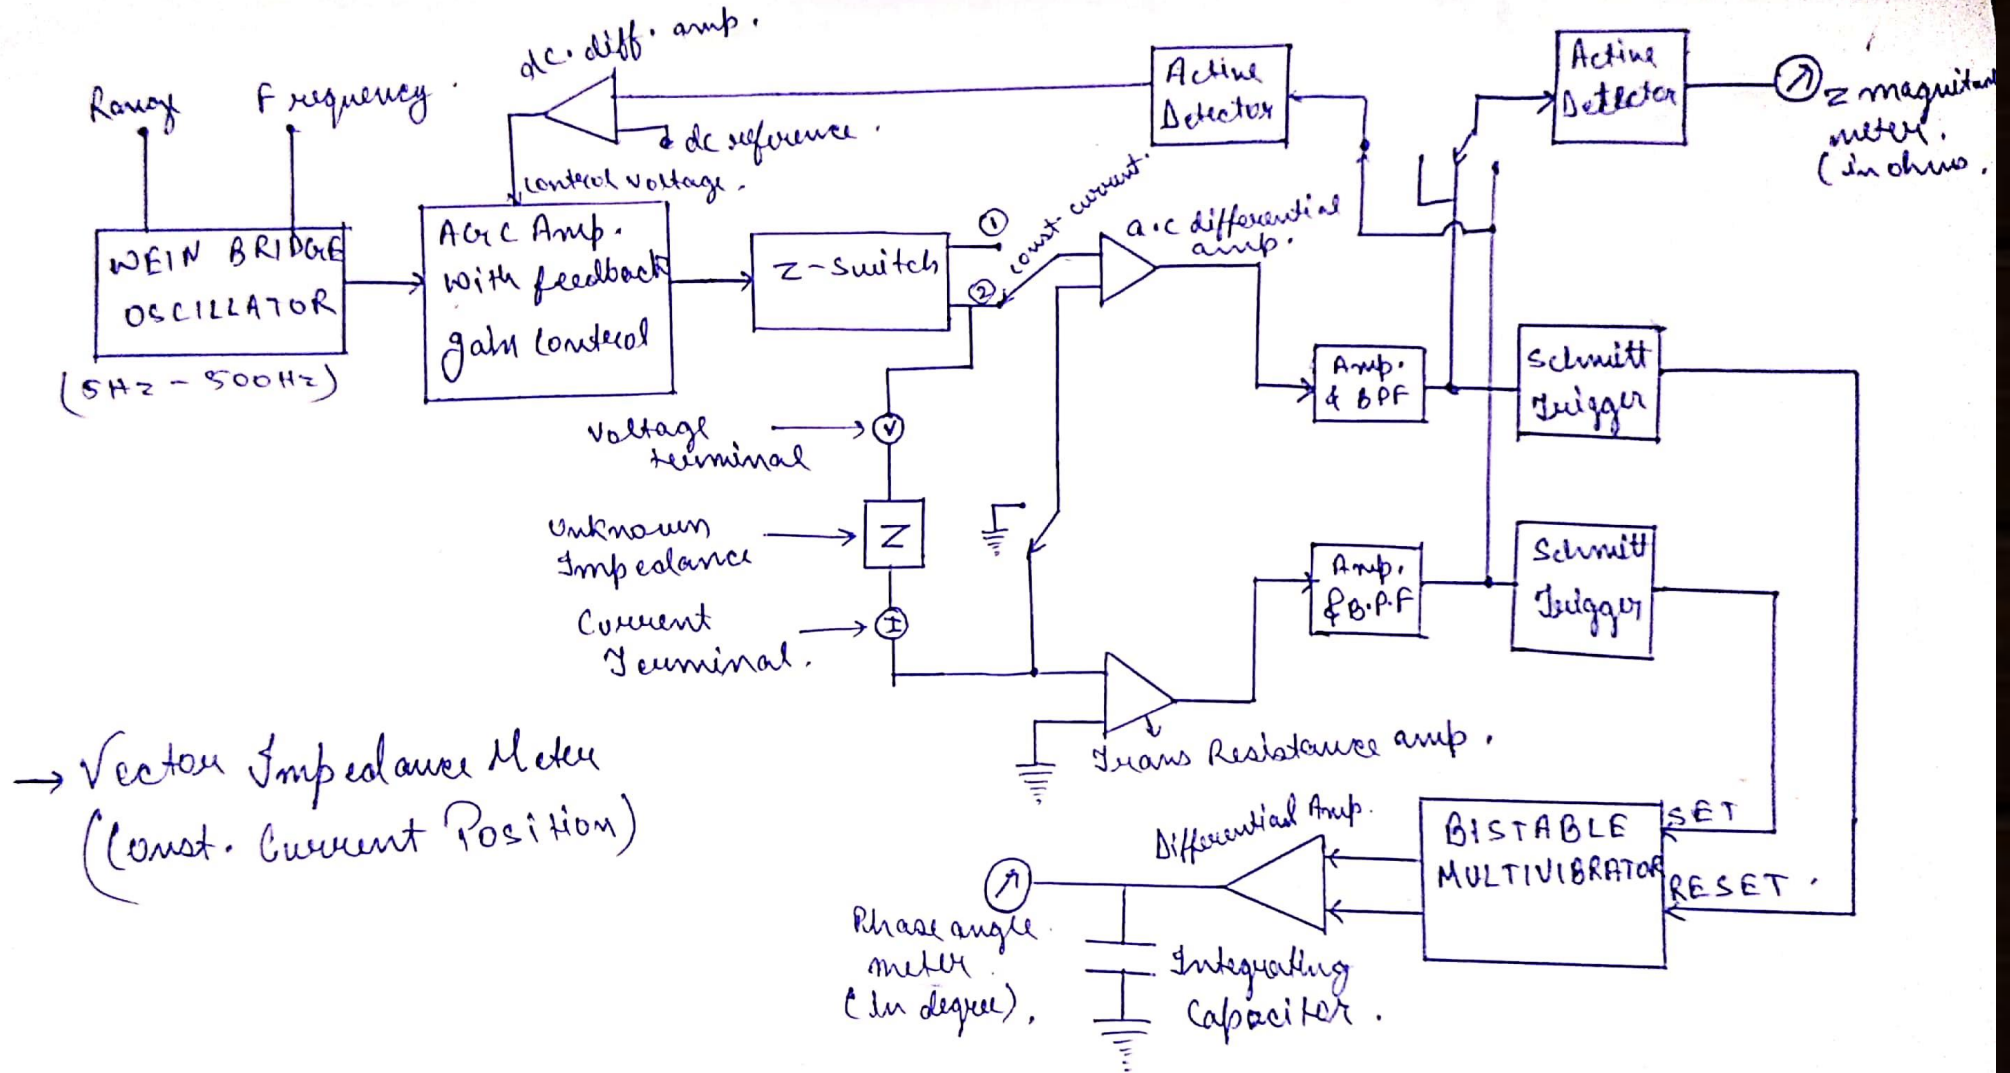 dc. diff. amp.
Range
Frequency.
Active
Detector
Active
Detector
Z magnitude
meter.
(in ohms.
dc reference.
control voltage.
WEIN BRIDGE
OSCILLATOR
(5Hz - 500Hz)
AGC Amp.
with feedback
gain control
Z-Switch
①
②
const. current.
a.c differential
amp.
Amp.
& BPF
Schmitt
Trigger
Voltage
terminal
V
Unknown
Impedance
Z
Current
Terminal.
I
Amp.
& B.P.F
Schmitt
Trigger
Trans Resistance amp.
→ Vector Impedance Meter
(Const. Current Position)
Differential Amp.
BISTABLE
MULTIVIBRATOR
SET
RESET.
Phase angle
meter.
(in degree).
Integrating
Capacitor.